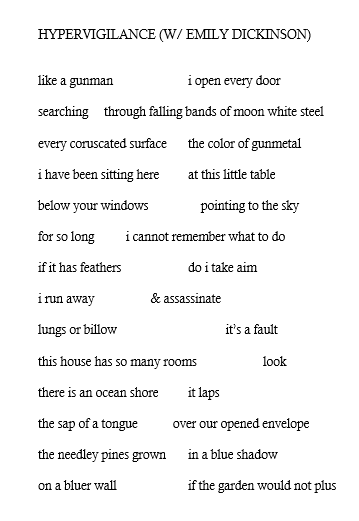 HYPERVIGILANCE (W/ EMILY DICKINSON)
like a gunman i open every door
searching through falling bands of moon white steel
every coruscated surface the color of gunmetal
i have been sitting here at this little table
below your windows pointing to the sky
for so long i cannot remember what to do
if it has feathers do i take aim
i run away & assassinate
lungs or billow it's a fault
this house has so many rooms look
there is an ocean shore it laps
the sap of a tongue over our opened envelope
the needley pines grown in a blue shadow
on a bluer wall if the garden would not plus